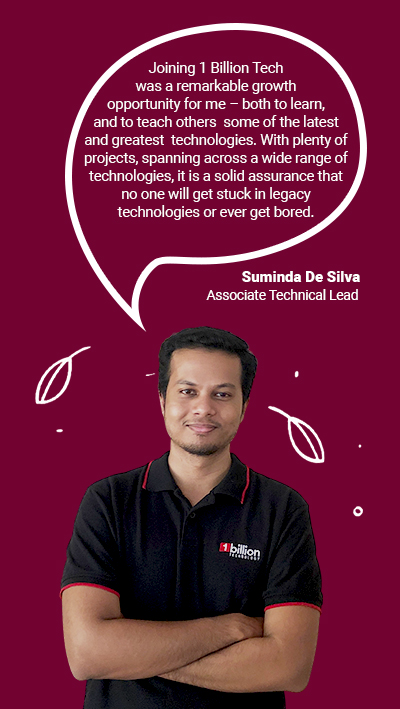 Joining 1 Billion Tech
was a remarkable growth
opportunity for me – both to learn,
and to teach others some of the latest
and greatest technologies. With plenty of
projects, spanning across a wide range of
technologies, it is a solid assurance that
no one will get stuck in legacy
technologies or ever get bored.
Suminda De Silva
Associate Technical Lead
1billion
TECHNOLOGY